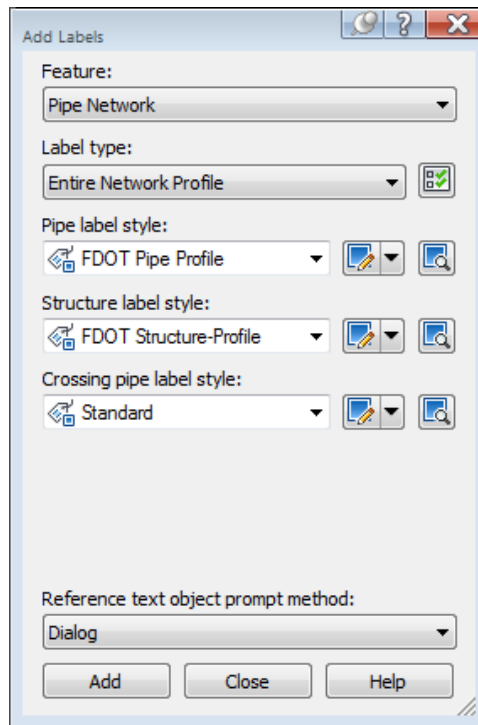 Add Labels
Feature:
Pipe Network
Label type:
Entire Network Profile
Pipe label style:
FDOT Pipe Profile
Structure label style:
FDOT Structure-Profile
Crossing pipe label style:
Standard
Reference text object prompt method:
Dialog
Add Close Help